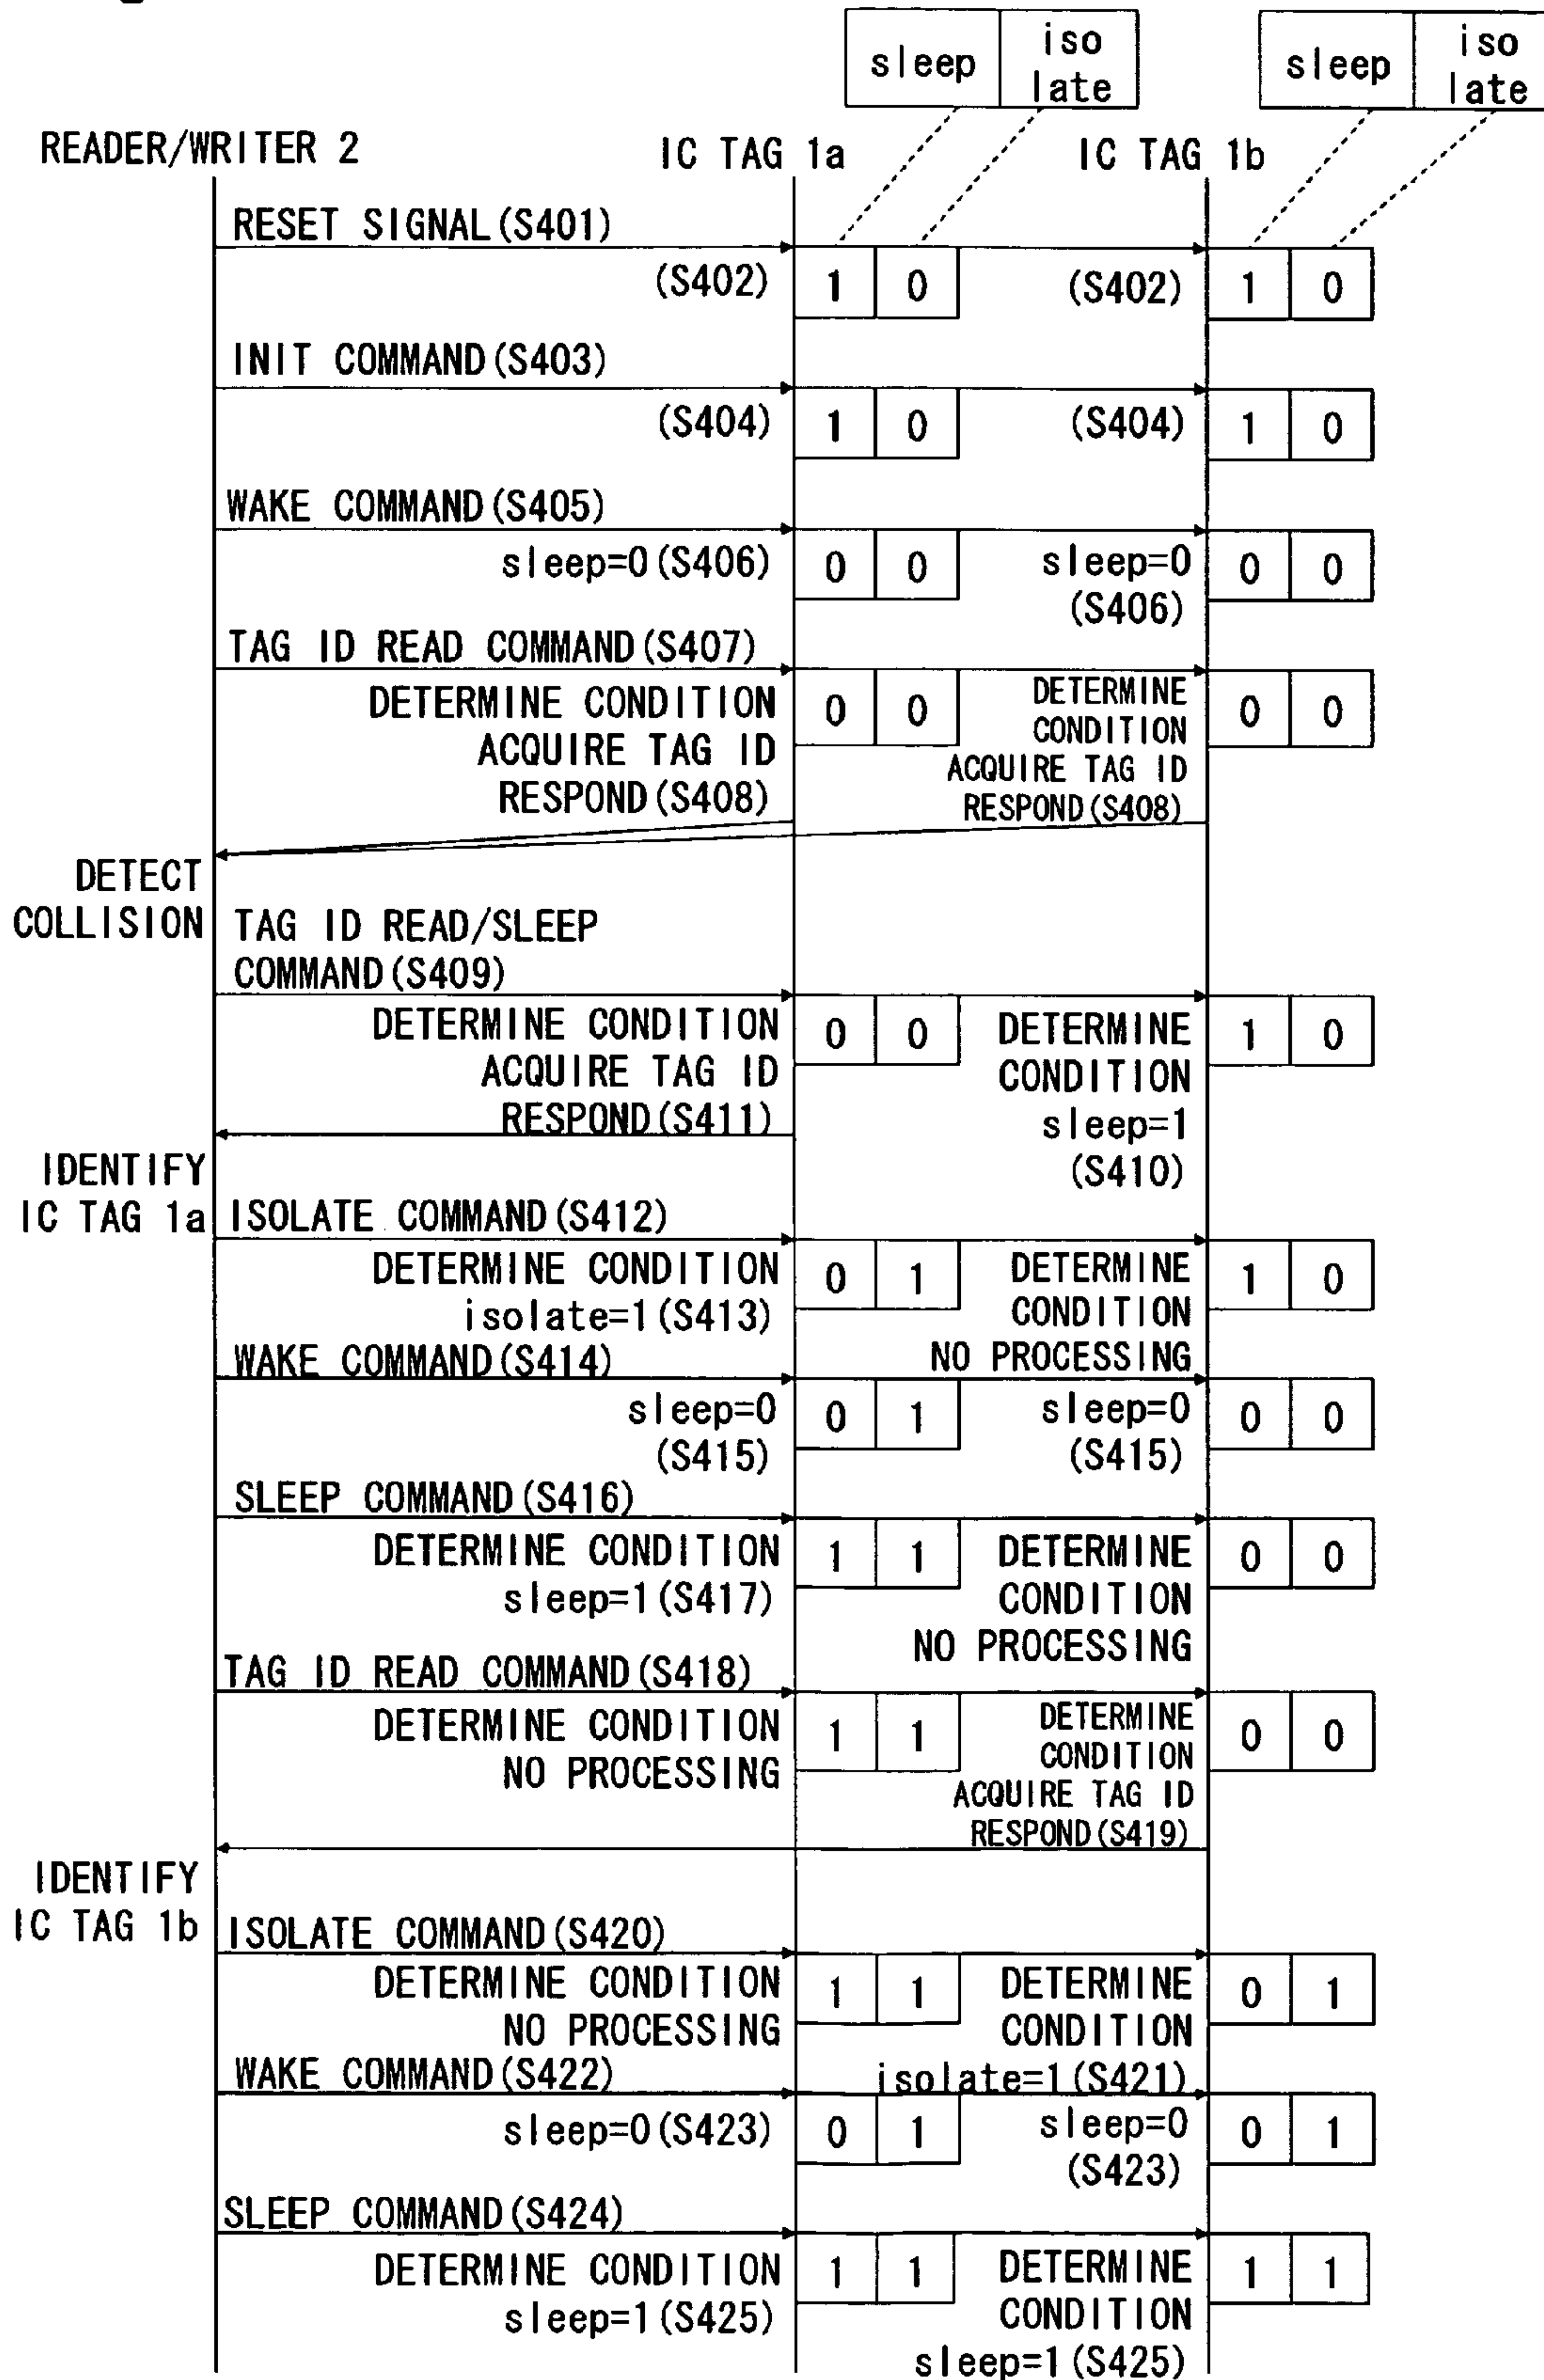 sleep
iso
late
sleep
iso
late
READER/WRITER 2
IC TAG 1a
IC TAG 1b
RESET SIGNAL(S401)
(S402)
1 0
(S402)
1 0
INIT COMMAND(S403)
(S404)
1 0
(S404)
1 0
WAKE COMMAND(S405)
sleep=0(S406)
0 0
sleep=0
(S406)
0 0
TAG ID READ COMMAND(S407)
DETERMINE CONDITION
ACQUIRE TAG ID
RESPOND(S408)
0 0
DETERMINE
CONDITION
ACQUIRE TAG ID
RESPOND(S408)
0 0
DETECT
COLLISION
TAG ID READ/SLEEP
COMMAND(S409)
DETERMINE CONDITION
ACQUIRE TAG ID
RESPOND(S411)
0 0
DETERMINE
CONDITION
sleep=1
(S410)
1 0
IDENTIFY
IC TAG 1a
ISOLATE COMMAND(S412)
DETERMINE CONDITION
isolate=1(S413)
0 1
DETERMINE
CONDITION
NO PROCESSING
1 0
WAKE COMMAND(S414)
sleep=0
(S415)
0 1
sleep=0
(S415)
0 0
SLEEP COMMAND(S416)
DETERMINE CONDITION
sleep=1(S417)
1 1
DETERMINE
CONDITION
NO PROCESSING
0 0
TAG ID READ COMMAND(S418)
DETERMINE CONDITION
NO PROCESSING
1 1
DETERMINE
CONDITION
ACQUIRE TAG ID
RESPOND(S419)
0 0
IDENTIFY
IC TAG 1b
ISOLATE COMMAND(S420)
DETERMINE CONDITION
NO PROCESSING
1 1
DETERMINE
CONDITION
isolate=1(S421)
0 1
WAKE COMMAND(S422)
sleep=0(S423)
0 1
sleep=0
(S423)
0 1
SLEEP COMMAND(S424)
DETERMINE CONDITION
sleep=1(S425)
1 1
DETERMINE
CONDITION
sleep=1(S425)
1 1